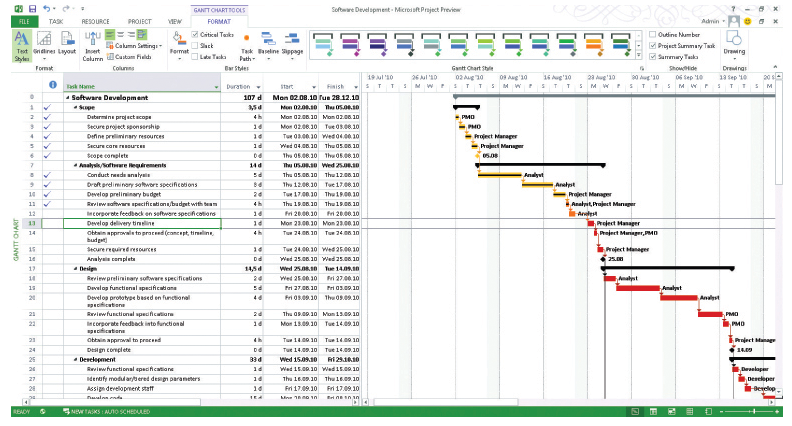 GANTT CHART TOOLS
Software Development - Microsoft Project Preview
FILE TASK RESOURCE PROJECT VIEW FORMAT
Admin
Text Styles Gridlines Layout
Format
Insert Column
Column Settings
Custom Fields
Columns
Format
Critical Tasks
Slack
Late Tasks
Task Path
Baseline Slippage
Bar Styles
Gantt Chart Style
Outline Number
Project Summary Task
Summary Tasks
Show/Hide
Drawing
Drawings
19 Jul '10 26 Jul '10 02 Aug '10 09 Aug '10 16 Aug '10 23 Aug '10 30 Aug '10 06 Sep '10 13 Sep '10
Task Name Duration Start Finish
0 Software Development 107 d Mon 02.08.10 Tue 28.12.10
1 Scope 3,5 d Mon 02.08.10 Thu 05.08.10
2 Determine project scope 4 h Mon 02.08.10 Mon 02.08.10 PMO
3 Secure project sponsorship 1 d Mon 02.08.10 Tue 03.08.10 PMO
4 Define preliminary resources 1 d Tue 03.08.10 Wed 04.08.10 Project Manager
5 Secure core resources 1 d Wed 04.08.10 Thu 05.08.10 Project Manager
6 Scope complete 0 d Thu 05.08.10 Thu 05.08.10 05.08
7 Analysis/Software Requirements 14 d Thu 05.08.10 Wed 25.08.10
8 Conduct needs analysis 5 d Thu 05.08.10 Thu 12.08.10 Analyst
9 Draft preliminary software specifications 3 d Thu 12.08.10 Tue 17.08.10 Analyst
10 Develop preliminary budget 2 d Tue 17.08.10 Thu 19.08.10 Project Manager
11 Review software specifications/budget with team 4 h Thu 19.08.10 Thu 19.08.10 Analyst,Project Manager
12 Incorporate feedback on software specifications 1 d Fri 20.08.10 Fri 20.08.10 Analyst
13 Develop delivery timeline 1 d Mon 23.08.10 Mon 23.08.10 Project Manager
14 Obtain approvals to proceed (concept, timeline, budget) 4 h Tue 24.08.10 Tue 24.08.10 Project Manager,PMO
15 Secure required resources 1 d Tue 24.08.10 Wed 25.08.10 Project Manager
16 Analysis complete 0 d Wed 25.08.10 Wed 25.08.10 25.08
17 Design 14,5 d Wed 25.08.10 Tue 14.09.10
18 Review preliminary software specifications 2 d Wed 25.08.10 Fri 27.08.10 Analyst
19 Develop functional specifications 5 d Fri 27.08.10 Fri 03.09.10 Analyst
20 Develop prototype based on functional specifications 4 d Fri 03.09.10 Thu 09.09.10 Analyst
21 Review functional specifications 2 d Thu 09.09.10 Mon 13.09.10 PMO
22 Incorporate feedback into functional specifications 1 d Mon 13.09.10 Tue 14.09.10 PMO
23 Obtain approval to proceed 4 h Tue 14.09.10 Tue 14.09.10 Project Manage
24 Design complete 0 d Tue 14.09.10 Tue 14.09.10 14.09
25 Development 33 d Wed 15.09.10 Fri 29.10.10
26 Review functional specifications 1 d Wed 15.09.10 Wed 15.09.10 Developer
27 Identify modular/tiered design parameters 1 d Thu 16.09.10 Thu 16.09.10 Developer
28 Assign development staff 1 d Fri 17.09.10 Fri 17.09.10 Develop
Develop code 15 d
GANTT CHART
READY NEW TASKS : AUTO SCHEDULED